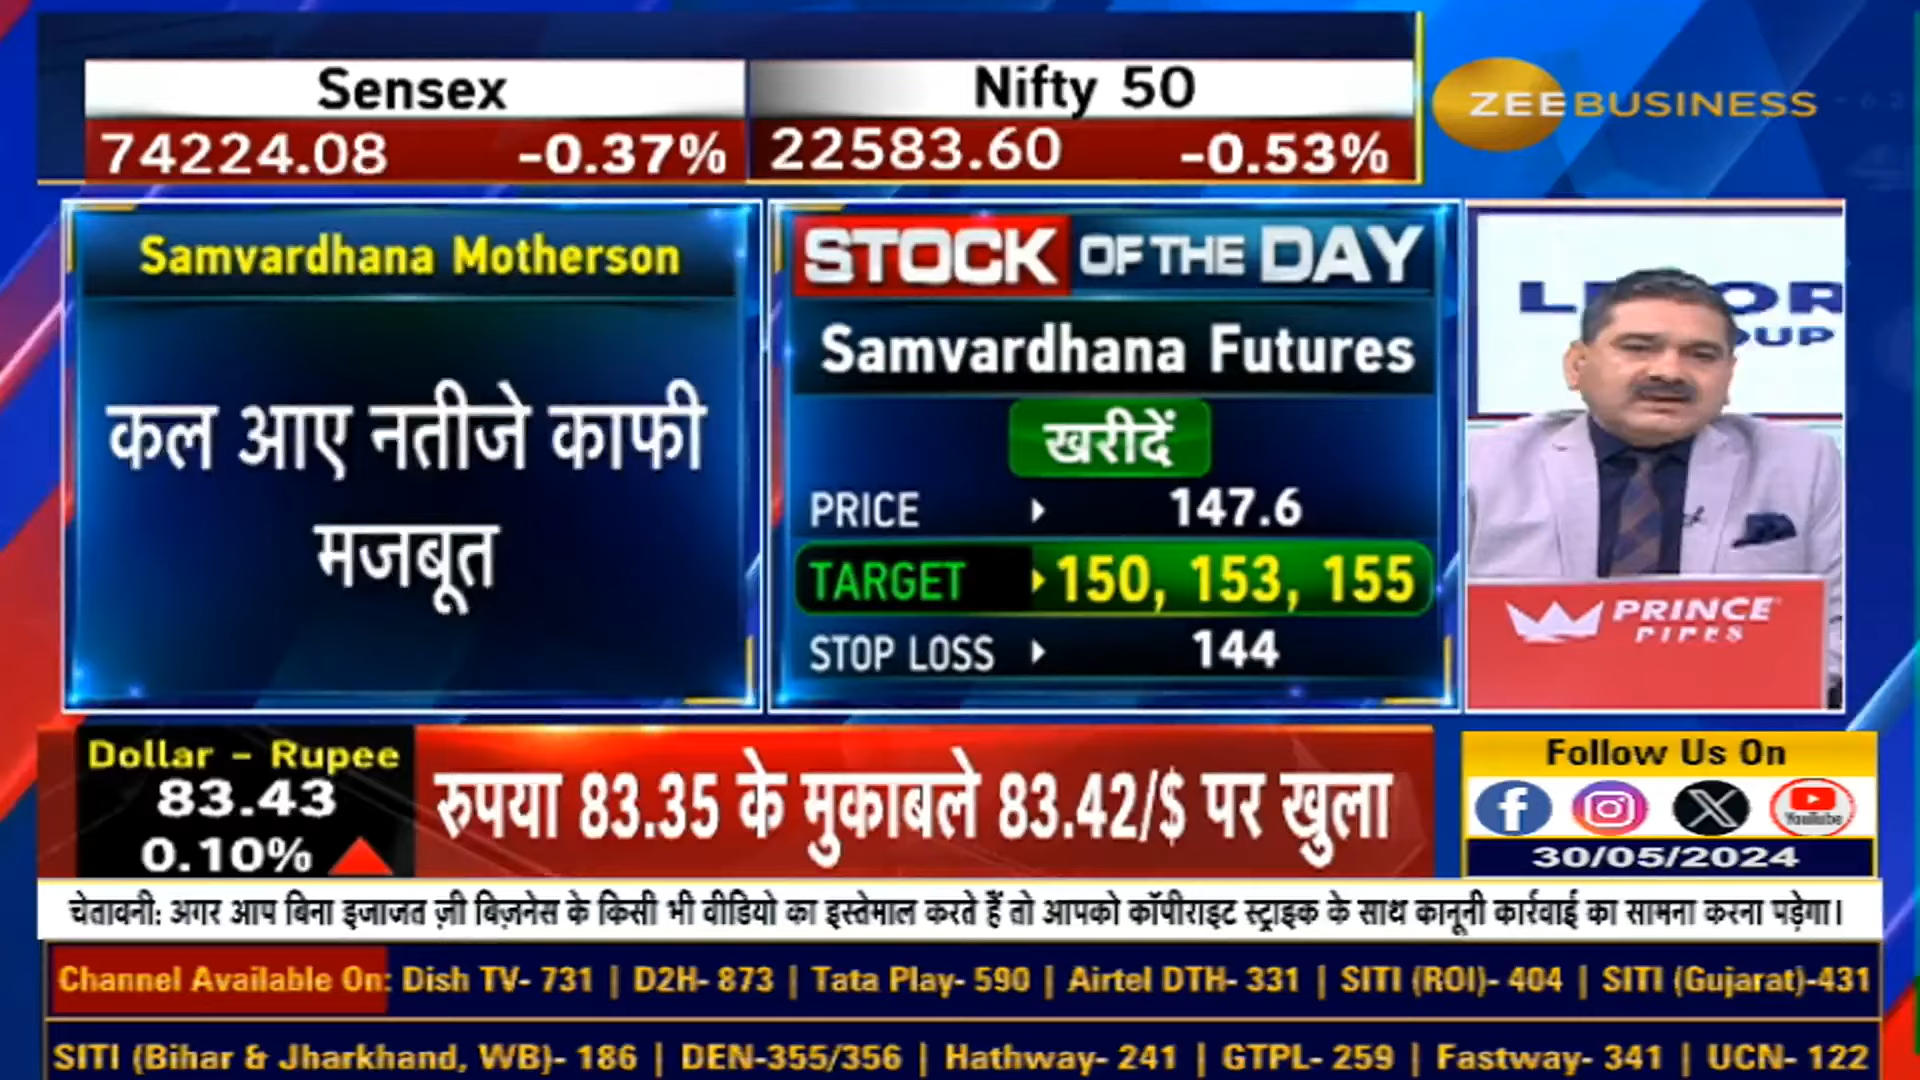 Sensex
74224.08 -0.37%
Nifty 50
22583.60 -0.53%
ZEEBUSINESS
Samvardhana Motherson
कल आए नतीजे काफी
मजबूत
STOCK OF THE DAY
Samvardhana Futures
खरीदें
PRICE 147.6
TARGET 150, 153, 155
STOP LOSS 144
PRINCE
PIPES
Dollar - Rupee
83.43
0.10%
रुपया 83.35 के मुकाबले 83.42/$ पर खुला
Follow Us On
YouTube
30/05/2024
चेतावनी: अगर आप बिना इजाजत ज़ी बिज़नेस के किसी भी वीडियो का इस्तेमाल करते हैं तो आपको कॉपीराइट स्ट्राइक के साथ कानूनी कार्रवाई का सामना करना पड़ेगा।
Channel Available On: Dish TV- 731 | D2H- 873 | Tata Play- 590 | Airtel DTH- 331 | SITI (ROI)- 404 | SITI (Gujarat)-431
SITI (Bihar & Jharkhand, WB)- 186 | DEN-355/356 | Hathway- 241 | GTPL- 259 | Fastway- 341 | UCN- 122